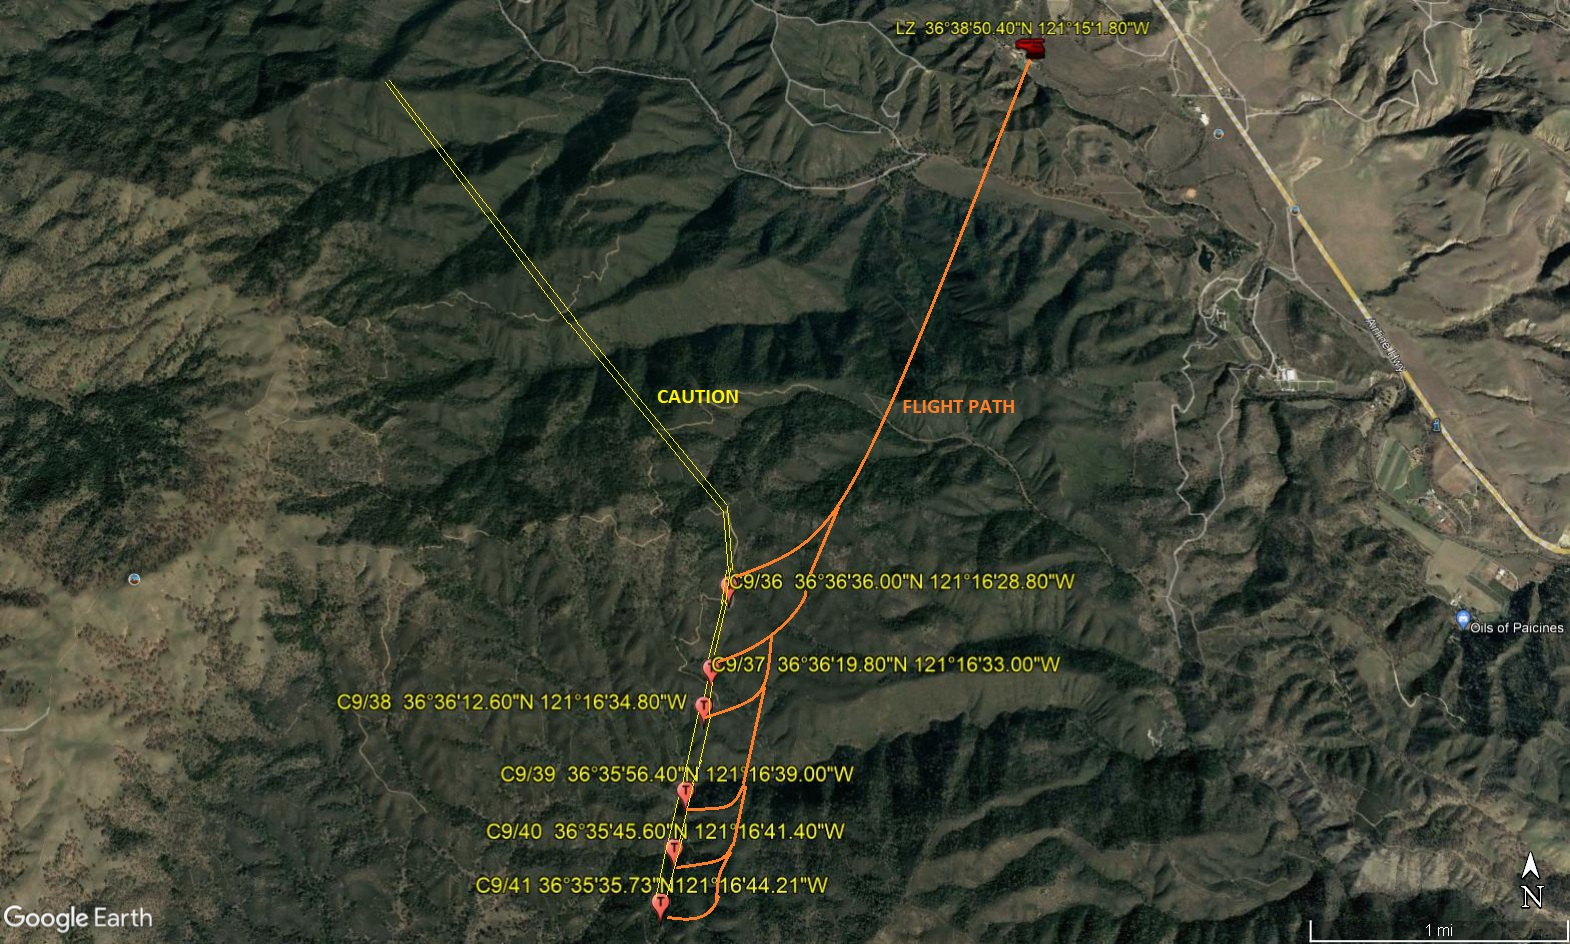 LZ 36°38'50.40"N 121°15'1.80"W
CAUTION
FLIGHT PATH
Airline Hwy
C9/36 36°36'36.00"N 121°16'28.80"W
Oils of Paicines
C9/37 36°36'19.80"N 121°16'33.00"W
C9/38 36°36'12.60"N 121°16'34.80"W
T
C9/39 36°35'56.40"N 121°16'39.00"W
T
C9/40 36°35'45.60"N 121°16'41.40"W
T
C9/41 36°35'35.73"N121°16'44.21"W
T
N
Google Earth
1 mi